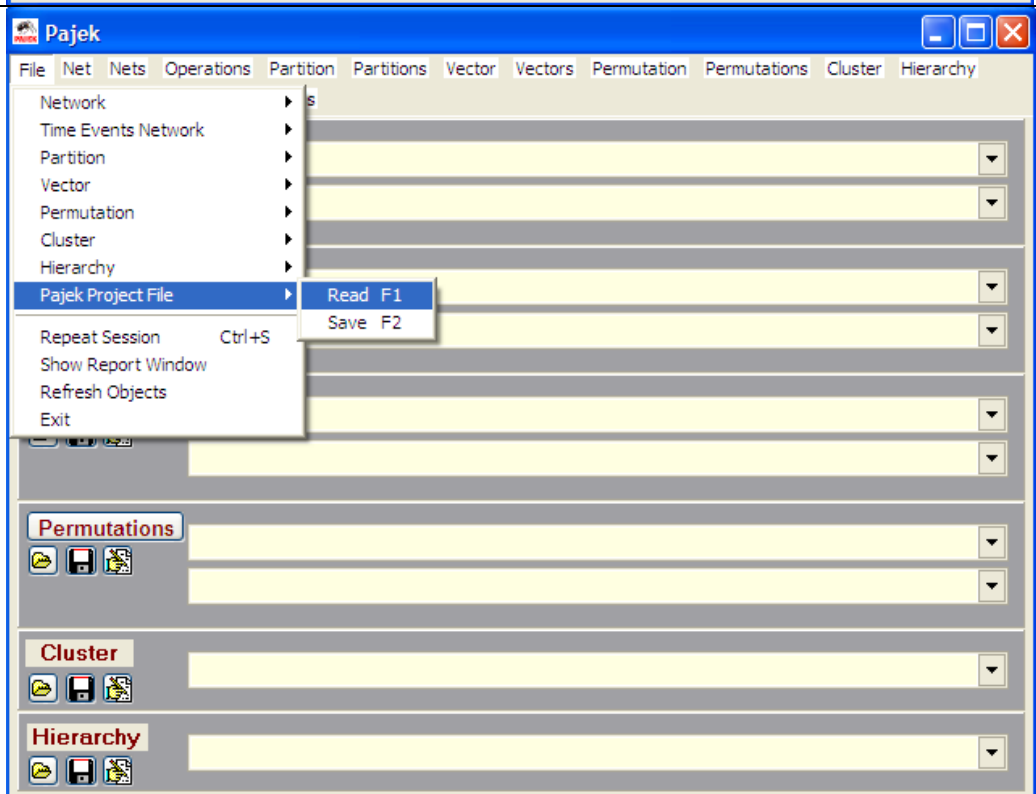 Pajek
File Net Nets Operations Partition Partitions Vector Vectors Permutation Permutations Cluster Hierarchy
Network
Time Events Network
Partition
Vector
Permutation
Cluster
Hierarchy
Pajek Project File
Read F1
Save F2
Repeat Session Ctrl+S
Show Report Window
Refresh Objects
Exit
Permutations
Cluster
Hierarchy